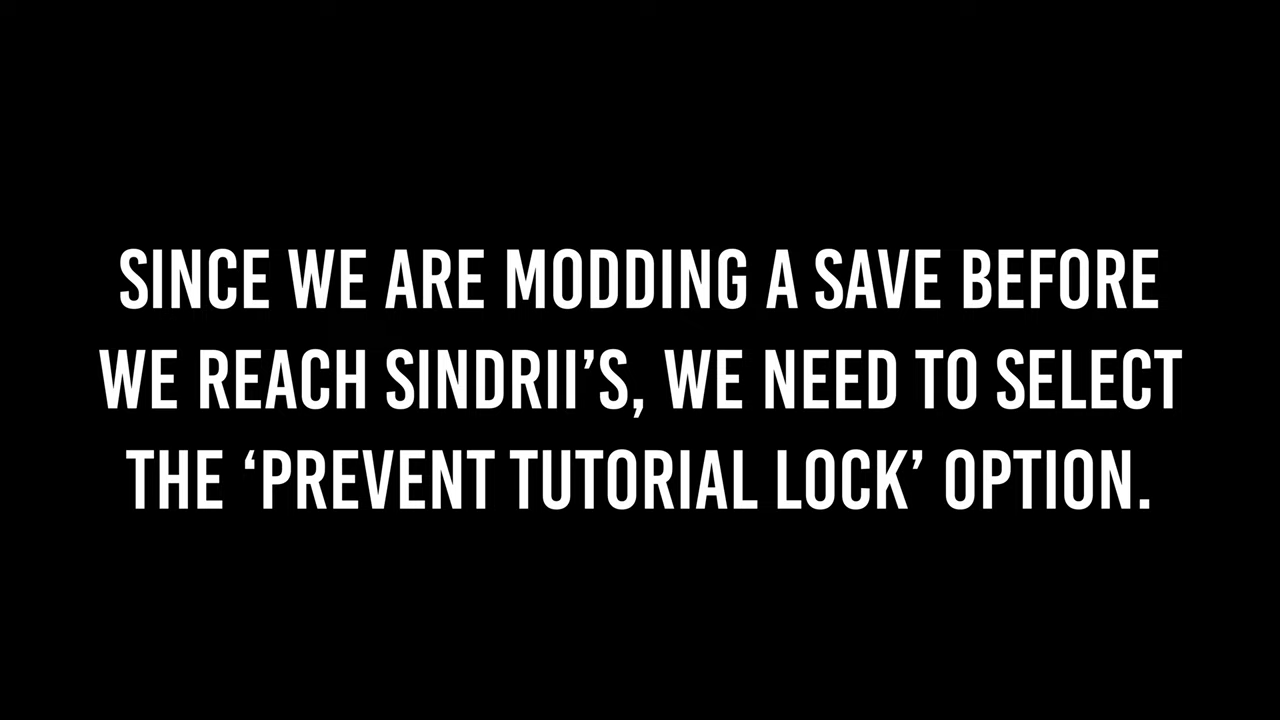 SINCE WE ARE MODDING A SAVE BEFORE
WE REACH SINDRII’S, WE NEED TO SELECT
THE ‘PREVENT TUTORIAL LOCK’ OPTION.